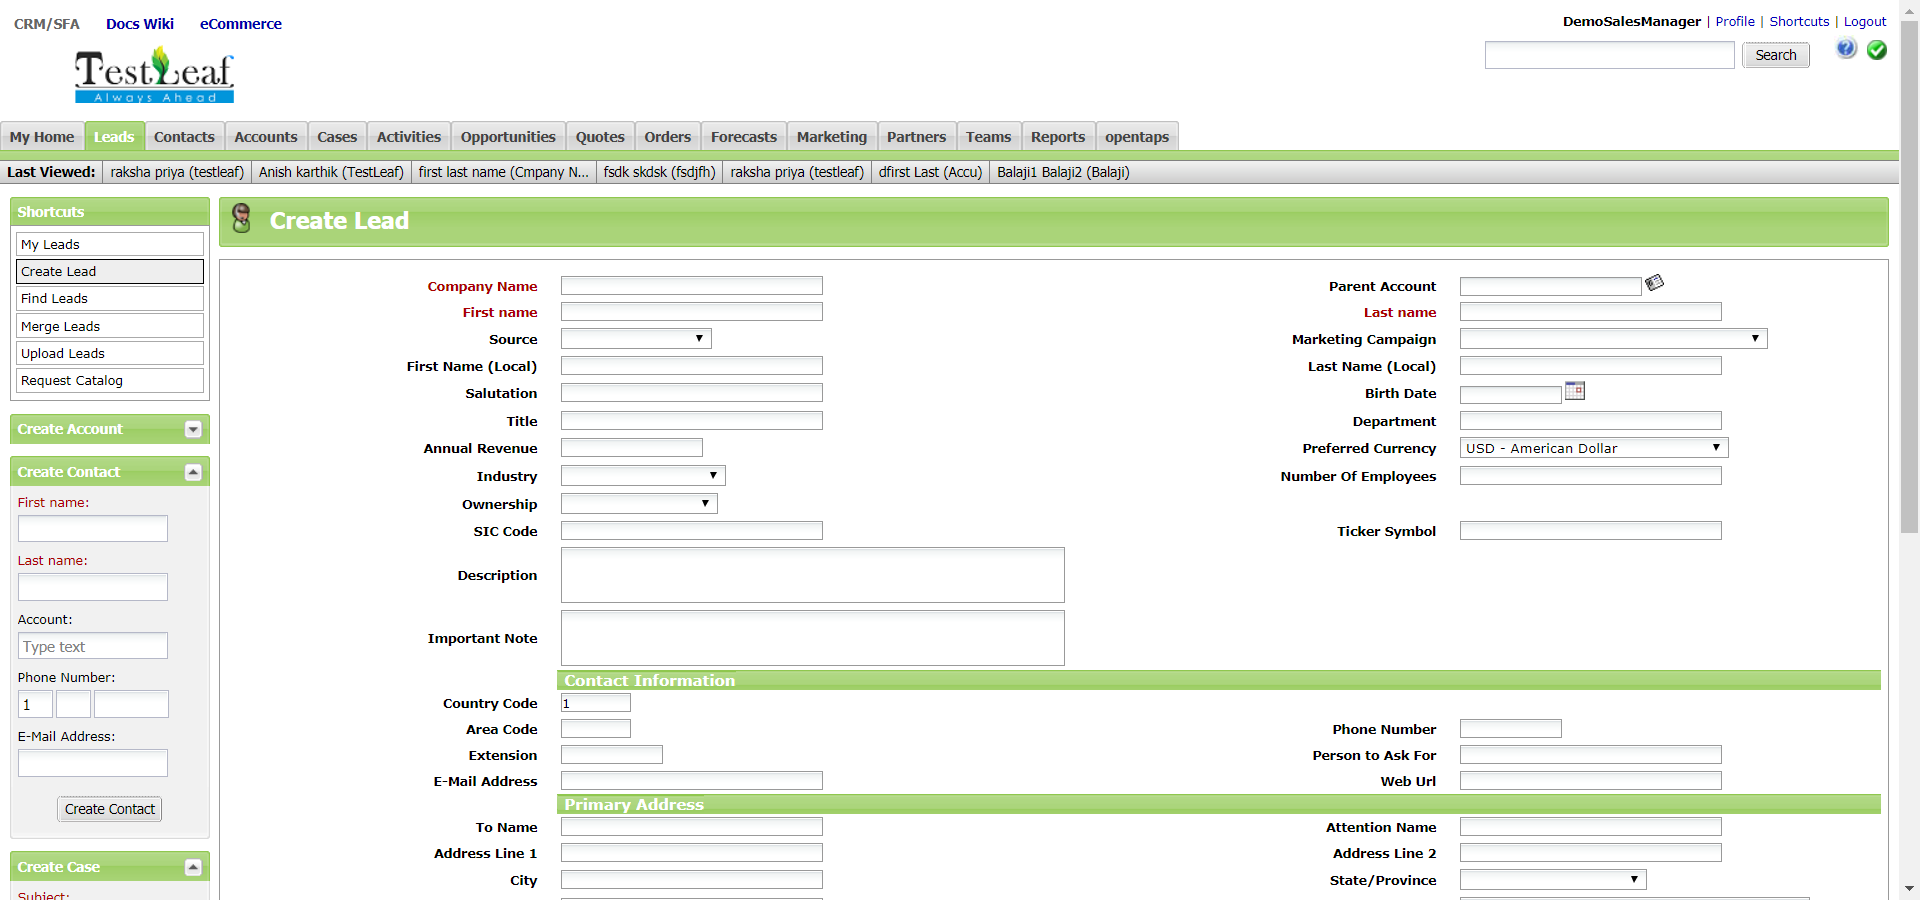 CRM/SFA Docs Wiki eCommerce
DemoSalesManager | Profile | Shortcuts | Logout
TestLeaf
Always Ahead
Search
My Home Leads Contacts Accounts Cases Activities Opportunities Quotes Orders Forecasts Marketing Partners Teams Reports opentaps
Last Viewed: raksha priya (testleaf) Anish karthik (TestLeaf) first last name (Cmpany N... fsdk skdsk (fsdjfh) raksha priya (testleaf) dfirst Last (Accu) Balaji1 Balaji2 (Balaji)
Shortcuts
My Leads
Create Lead
Find Leads
Merge Leads
Upload Leads
Request Catalog
Create Account
Create Contact
First name:
Last name:
Account:
Type text
Phone Number:
1
E-Mail Address:
Create Contact
Create Case
Subject:
Create Lead
Company Name Parent Account
First name Last name
Source Marketing Campaign
First Name (Local) Last Name (Local)
Salutation Birth Date
Title Department
Annual Revenue Preferred Currency USD - American Dollar
Industry Number Of Employees
Ownership
SIC Code Ticker Symbol
Description
Important Note
Contact Information
Country Code 1
Area Code Phone Number
Extension Person to Ask For
E-Mail Address Web Url
Primary Address
To Name Attention Name
Address Line 1 Address Line 2
City State/Province